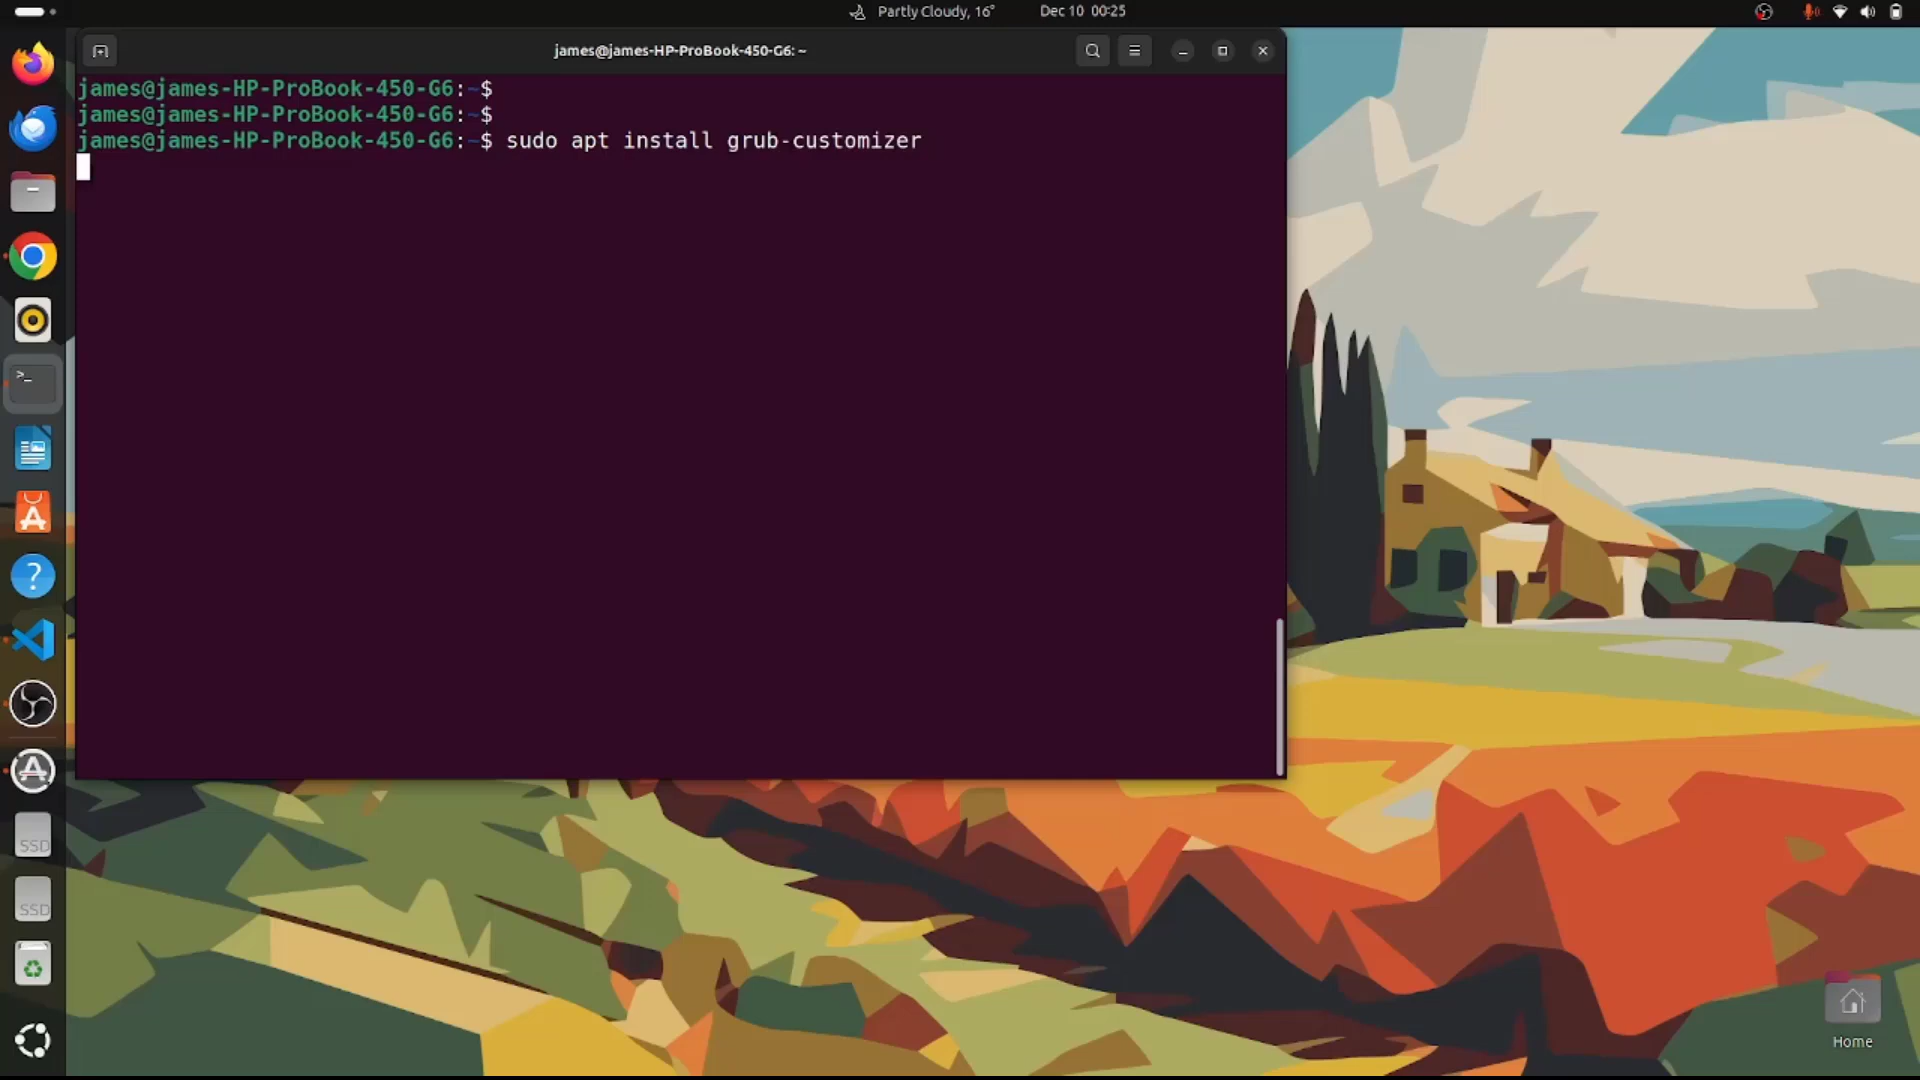 Partly Cloudy, 16°
Dec 10 00:25
james@james-HP-ProBook-450-G6: ~
james@james-HP-ProBook-450-G6:~$
james@james-HP-ProBook-450-G6:~$
james@james-HP-ProBook-450-G6:~$ sudo apt install grub-customizer
SSD
SSD
Home